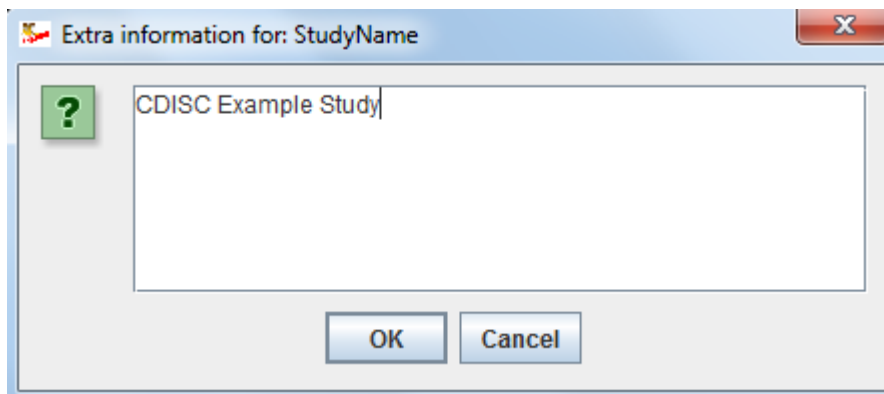 Extra information for: StudyName
CDISC Example Study
OK
Cancel